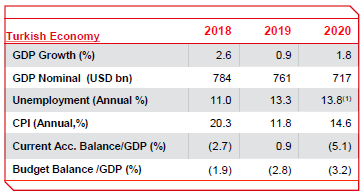 Turkish Economy 2018 2019 2020
GDP Growth (%) 2.6 0.9 1.8
GDP Nominal (USD bn) 784 761 717
Unemployment (Annual %) 11.0 13.3 13.8⁽¹⁾
CPI (Annual,%) 20.3 11.8 14.6
Current Acc. Balance/GDP (%) (2.7) 0.9 (5.1)
Budget Balance /GDP (%) (1.9) (2.8) (3.2)